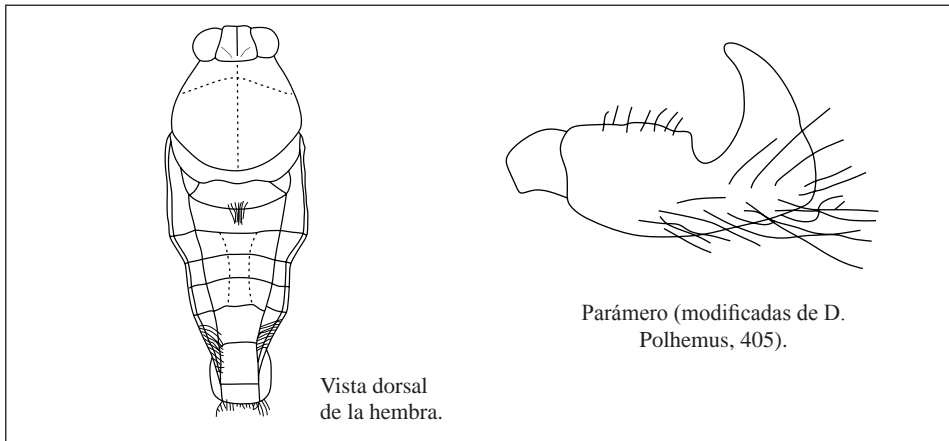 Vista dorsal
de la hembra.
Parámero (modificadas de D.
Polhemus, 405).